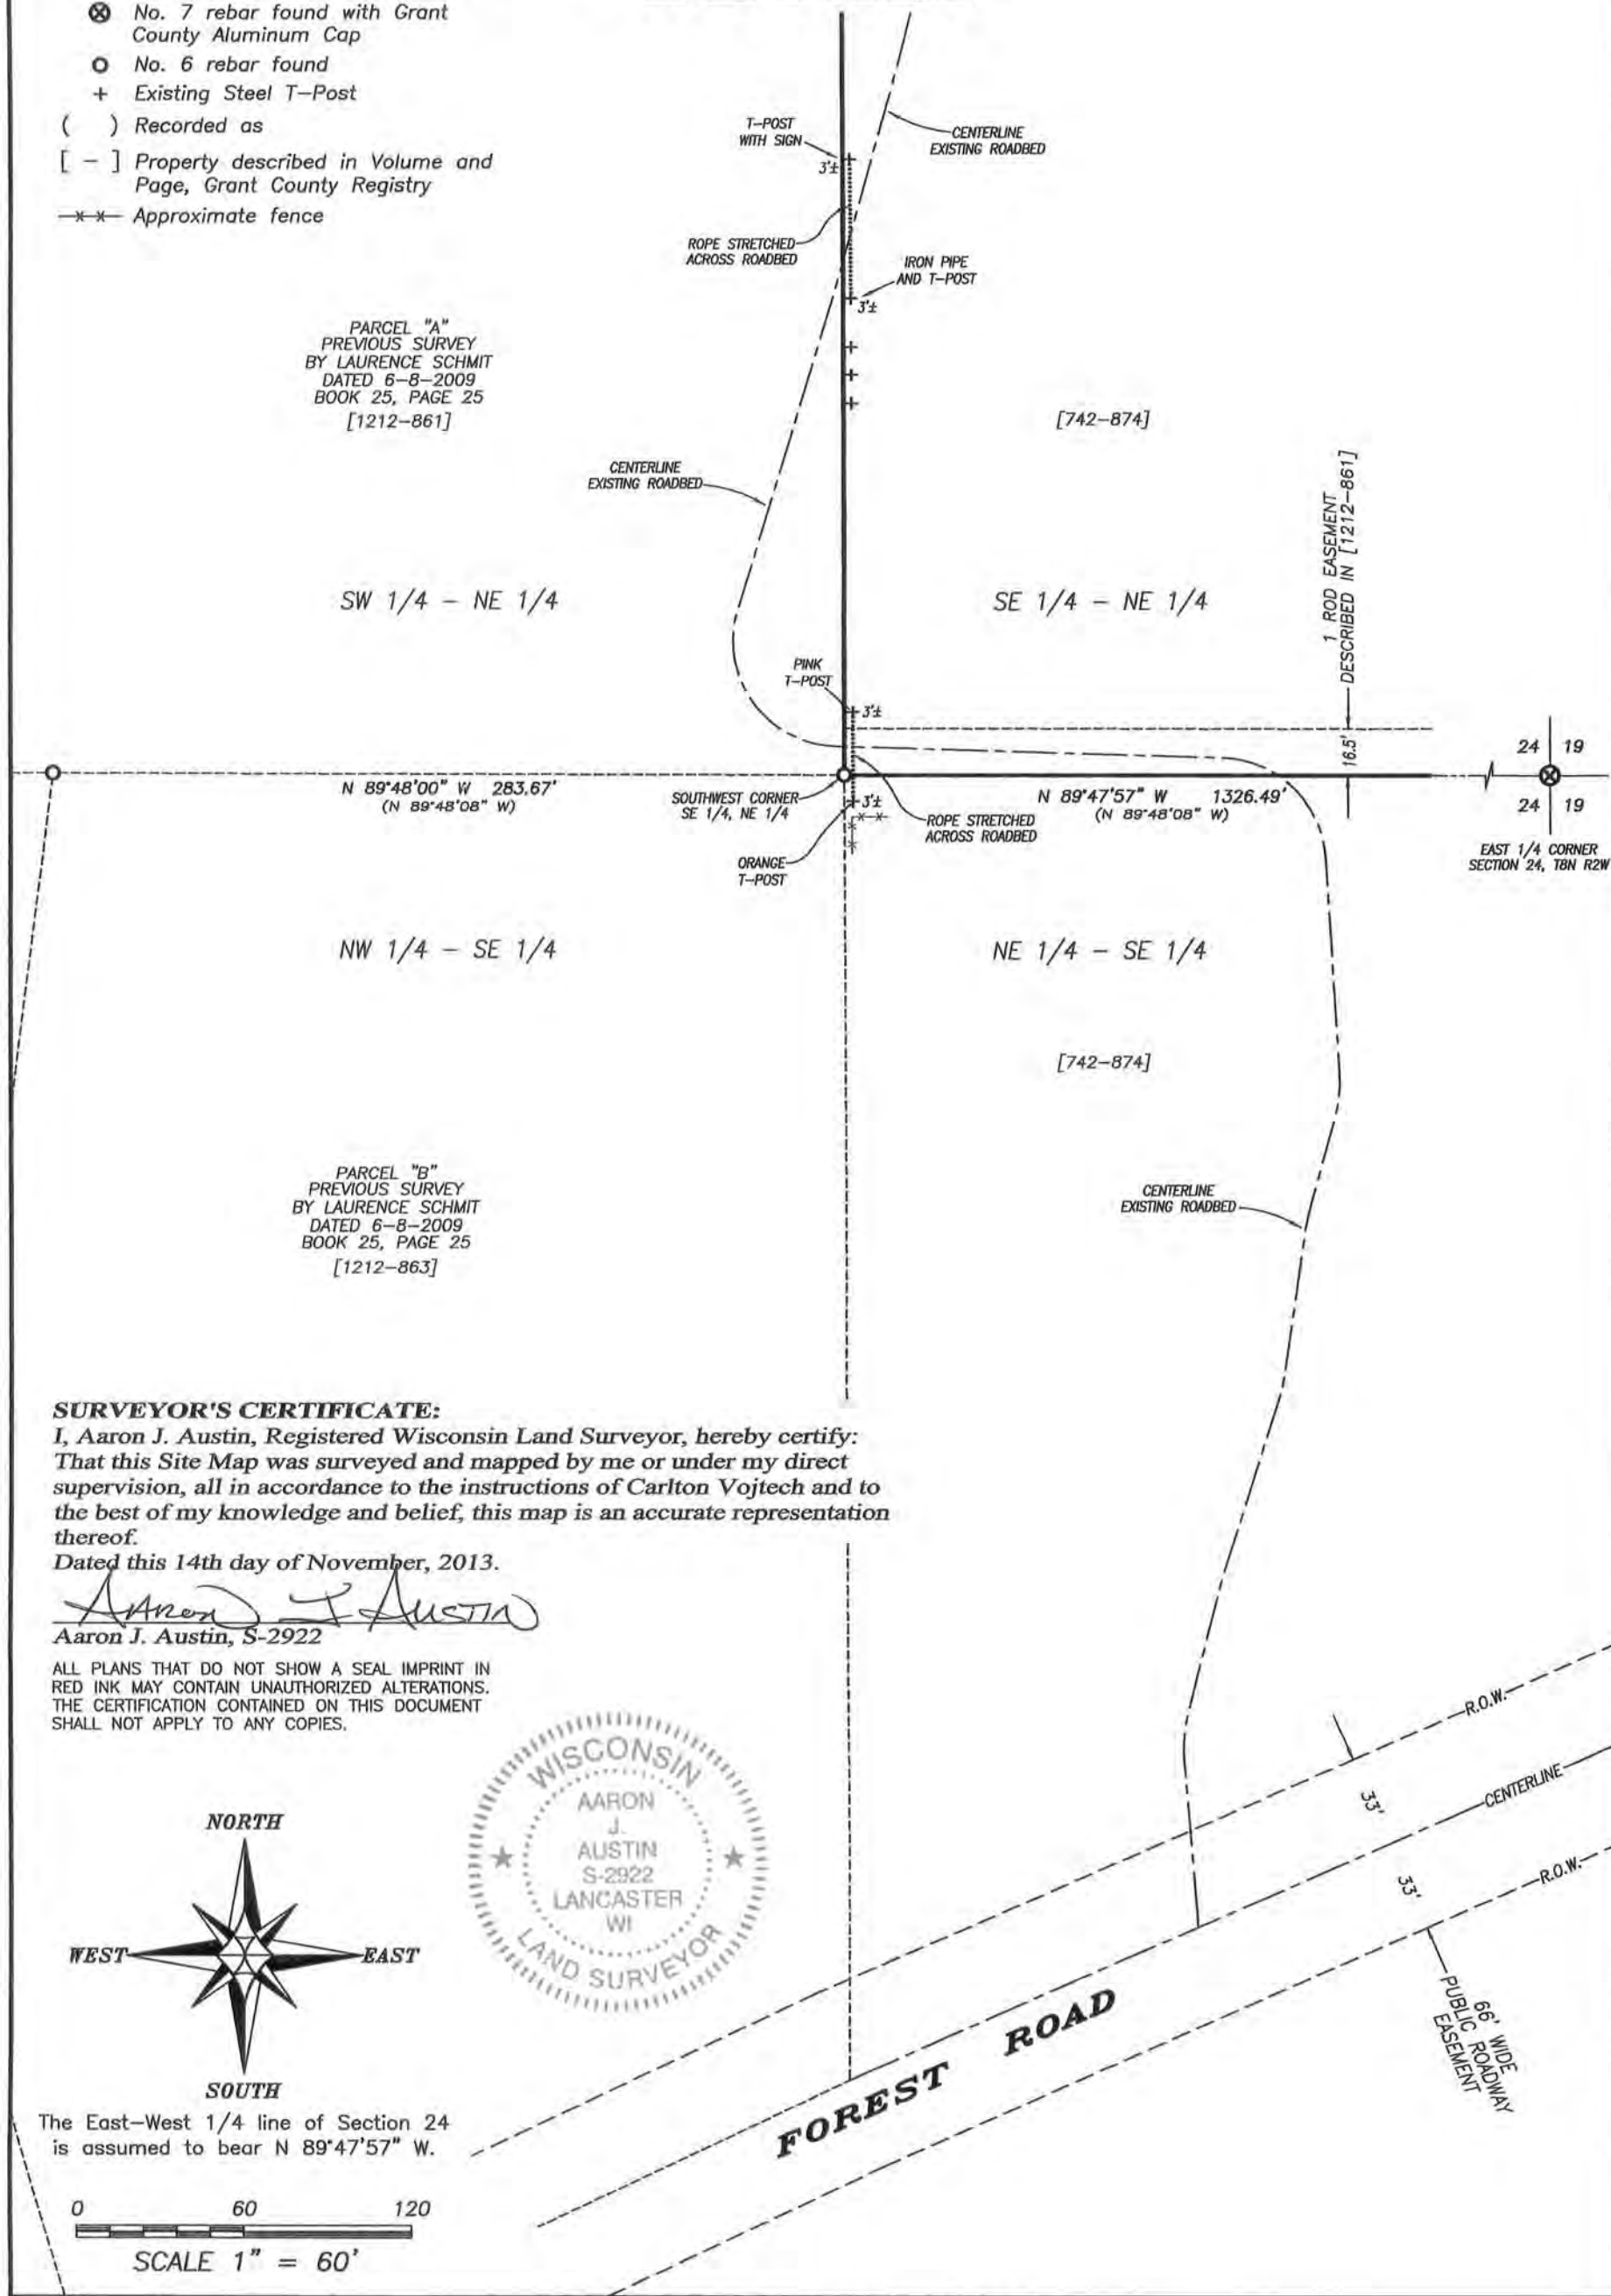 No. 7 rebar found with Grant
County Aluminum Cap
No. 6 rebar found
+ Existing Steel T-Post
( ) Recorded as
[ - ] Property described in Volume and
Page, Grant County Registry
Approximate fence
T-POST
WITH SIGN
3'±
CENTERLINE
EXISTING ROADBED
ROPE STRETCHED
ACROSS ROADBED
IRON PIPE
AND T-POST
3'±
PARCEL "A"
PREVIOUS SURVEY
BY LAURENCE SCHMIT
DATED 6-8-2009
BOOK 25, PAGE 25
[1212-861]
[742-874]
CENTERLINE
EXISTING ROADBED
1 ROD EASEMENT
DESCRIBED IN [1212-861]
16.5'
SW 1/4 - NE 1/4
SE 1/4 - NE 1/4
PINK
T-POST
3'±
N 89°48'00" W 283.67'
(N 89°48'08" W)
SOUTHWEST CORNER
SE 1/4, NE 1/4
3'±
ROPE STRETCHED
ACROSS ROADBED
N 89°47'57" W 1326.49'
(N 89°48'08" W)
24 19
24 19
EAST 1/4 CORNER
SECTION 24, T8N R2W
ORANGE
T-POST
NW 1/4 - SE 1/4
NE 1/4 - SE 1/4
[742-874]
PARCEL "B"
PREVIOUS SURVEY
BY LAURENCE SCHMIT
DATED 6-8-2009
BOOK 25, PAGE 25
[1212-863]
CENTERLINE
EXISTING ROADBED
SURVEYOR'S CERTIFICATE:
I, Aaron J. Austin, Registered Wisconsin Land Surveyor, hereby certify:
That this Site Map was surveyed and mapped by me or under my direct
supervision, all in accordance to the instructions of Carlton Vojtech and to
the best of my knowledge and belief, this map is an accurate representation
thereof.
Dated this 14th day of November, 2013.
AARON J AUSTIN
Aaron J. Austin, S-2922
ALL PLANS THAT DO NOT SHOW A SEAL IMPRINT IN
RED INK MAY CONTAIN UNAUTHORIZED ALTERATIONS.
THE CERTIFICATION CONTAINED ON THIS DOCUMENT
SHALL NOT APPLY TO ANY COPIES.
WISCONSIN
AARON
J.
AUSTIN
S-2922
LANCASTER
WI
LAND SURVEYOR
R.O.W.
33'
CENTERLINE
33'
R.O.W.
66' WIDE
PUBLIC ROADWAY
EASEMENT
FOREST ROAD
NORTH
WEST
EAST
SOUTH
The East-West 1/4 line of Section 24
is assumed to bear N 89°47'57" W.
0 60 120
SCALE 1" = 60'